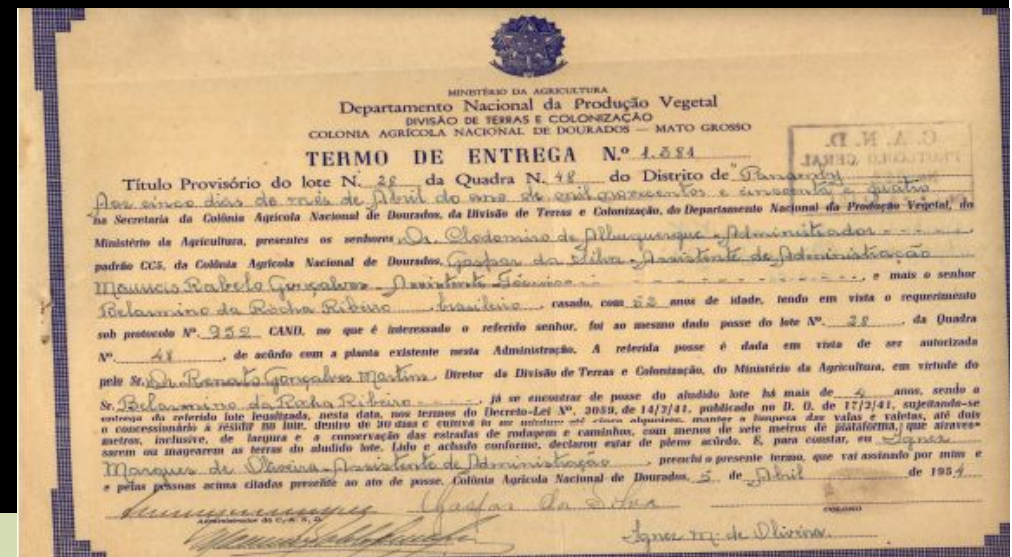 MINISTÉRIO DA AGRICULTURA
Departamento Nacional da Produção Vegetal
DIVISÃO DE TERRAS E COLONIZAÇÃO
COLONIA AGRÍCOLA NACIONAL DE DOURADOS — MATO GROSSO
C. A. N. D.
PROTOCOLO GERAL
TERMO DE ENTREGA N.º 1.381
Título Provisório do lote N. 28 da Quadra N. 48 do Distrito de "Panamby"
Aos cinco dias do mês de Abril do ano de mil novecentos e cincoenta e quatro
na Secretaria da Colônia Agrícola Nacional de Dourados, da Divisão de Terras e Colonização, do Departamento Nacional da Produção Vegetal, do
Ministério da Agricultura, presentes os senhores Dr. Clodomiro de Albuquerque - Administrador
padrão CC5, da Colônia Agrícola Nacional de Dourados, Gaspar da Silva - Assistente de Administração
Mauricio Rabelo Gonçalves - Assistente Técnico, e mais o senhor
Belarmino da Rocha Ribeiro brasileiro, casado, com 52 anos de idade, tendo em vista o requerimento
sob protocolo Nº. 952 CAND, no que é interessado o referido senhor, foi ao mesmo dado posse do lote Nº. 28, da Quadra
Nº. 48, de acôrdo com a planta existente nesta Administração. A referida posse é dada em vista de ser autorizada
pelo Sr. Dr. Renato Gonçalves Martins, Diretor da Divisão de Terras e Colonização, do Ministério da Agricultura, em virtude do
Sr. Belarmino da Rocha Ribeiro, já se encontrar de posse do aludido lote há mais de 4 anos, sendo a
entrega do referido lote legalizada, nesta data, nos termos do Decreto-Lei Nº. 3059, de 14/2/41, publicado no D. O. de 17/2/41, sujeitando-se
o concessionário a residir no lote, dentro de 30 dias e cultivá-lo no mínimo até cinco alqueires, manter a limpeza das valas e valetas, até dois
metros, inclusive, de largura e a conservação das estradas de rodagem e caminhos, com menos de sete metros de plataforma, que atraves-
sarem ou margearem as terras do aludido lote. Lido e achado conforme, declarou estar de pleno acôrdo. E, para constar, eu Ignez
Marques de Oliveira - Assistente de Administração, preenchi o presente termo, que vai assinado por mim e
e pelas pessoas acima citadas presente ao ato de posse. Colônia Agrícola Nacional de Dourados, 5 de Abril de 1954
Administrador da C. A. N. D.
Gaspar da Silva
COLONO
Ignez M. de Oliveira